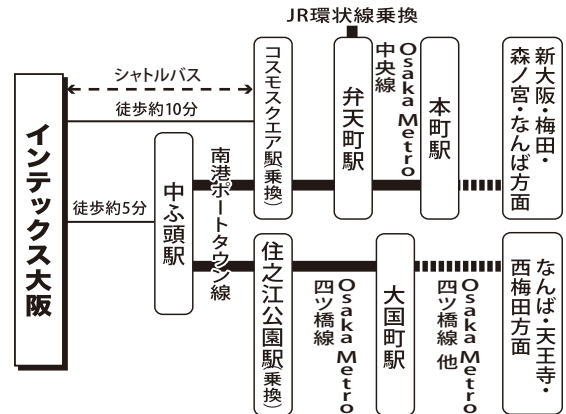 JR環状線乗換
インテックス大阪
シャトルバス
徒歩約10分
徒歩約5分
中ふ頭駅
南港ポートタウン線
コスモスクエア駅(乗換)
弁天町駅
Osaka Metro
中央線
本町駅
新大阪・梅田・
森ノ宮・なんば方面
住之江公園駅(乗換)
Osaka Metro
四ツ橋線
大国町駅
Osaka Metro
四ツ橋線 他
なんば・天王寺・
西梅田方面